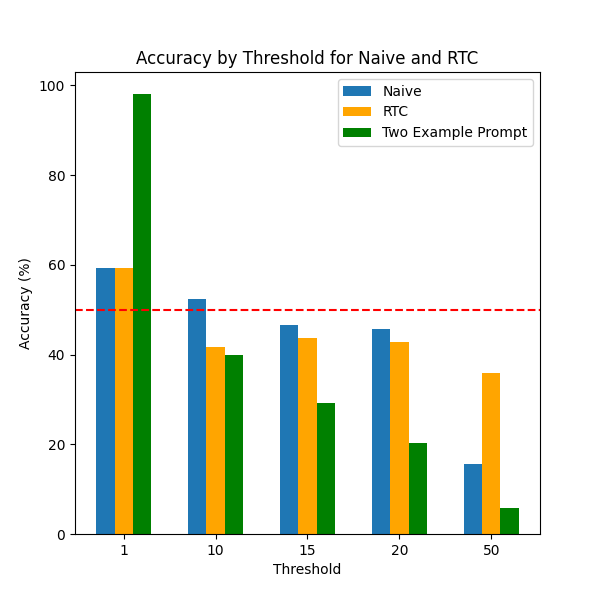 Accuracy by Threshold for Naive and RTC
Naive
RTC
Two Example Prompt
Accuracy (%)
100
80
60
40
20
0
1 10 15 20 50
Threshold